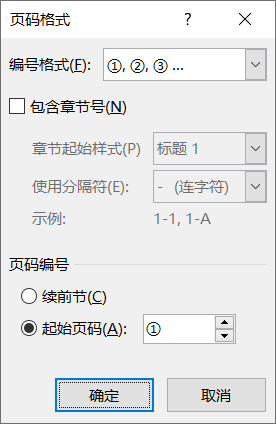 页码格式 ?
编号格式(F): ①, ②, ③ ...
包含章节号(N)
章节起始样式(P) 标题 1
使用分隔符(E): - (连字符)
示例: 1-1, 1-A
页码编号
续前节(C)
起始页码(A): ①
确定 取消